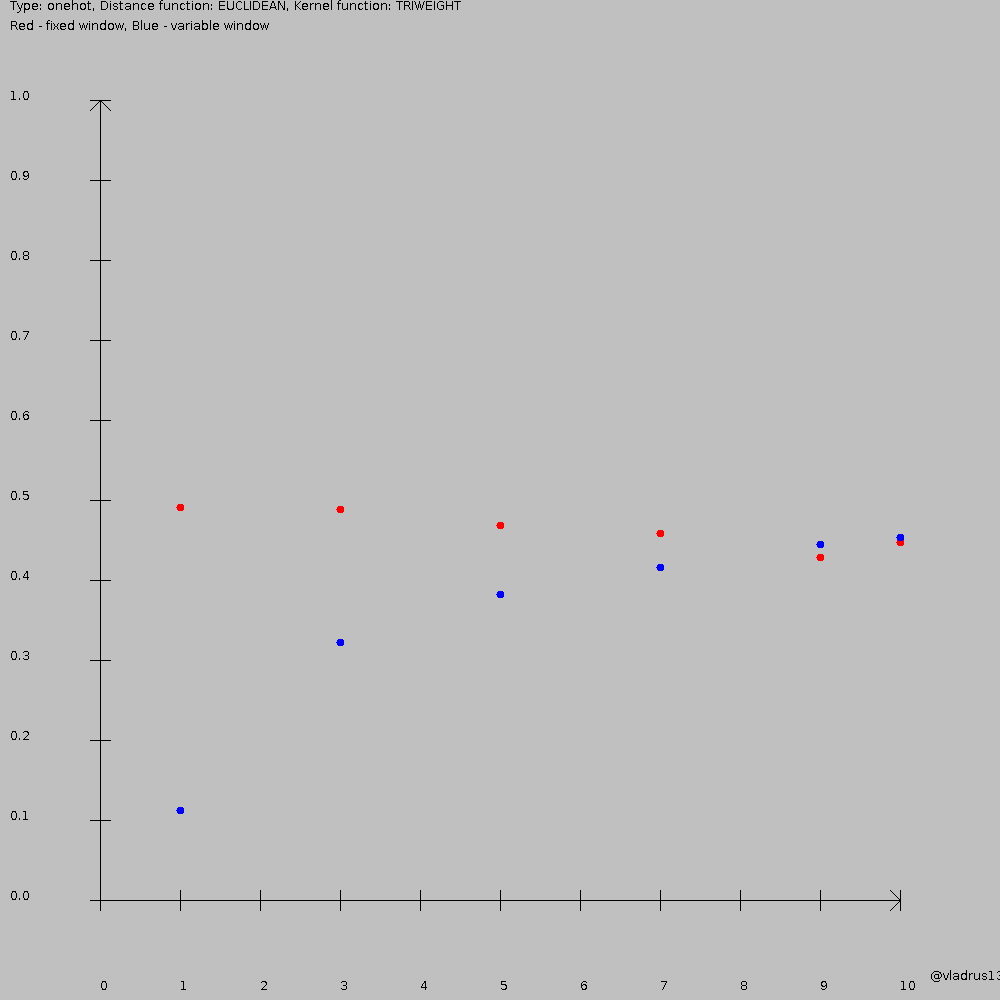 Type: onehot, Distance function: EUCLIDEAN, Kernel function: TRIWEIGHT
Red - fixed window, Blue - variable window
1.0
0.9
0.8
0.7
0.6
0.5
0.4
0.3
0.2
0.1
0.0
@vladrus13
0 1 2 3 4 5 6 7 8 9 10